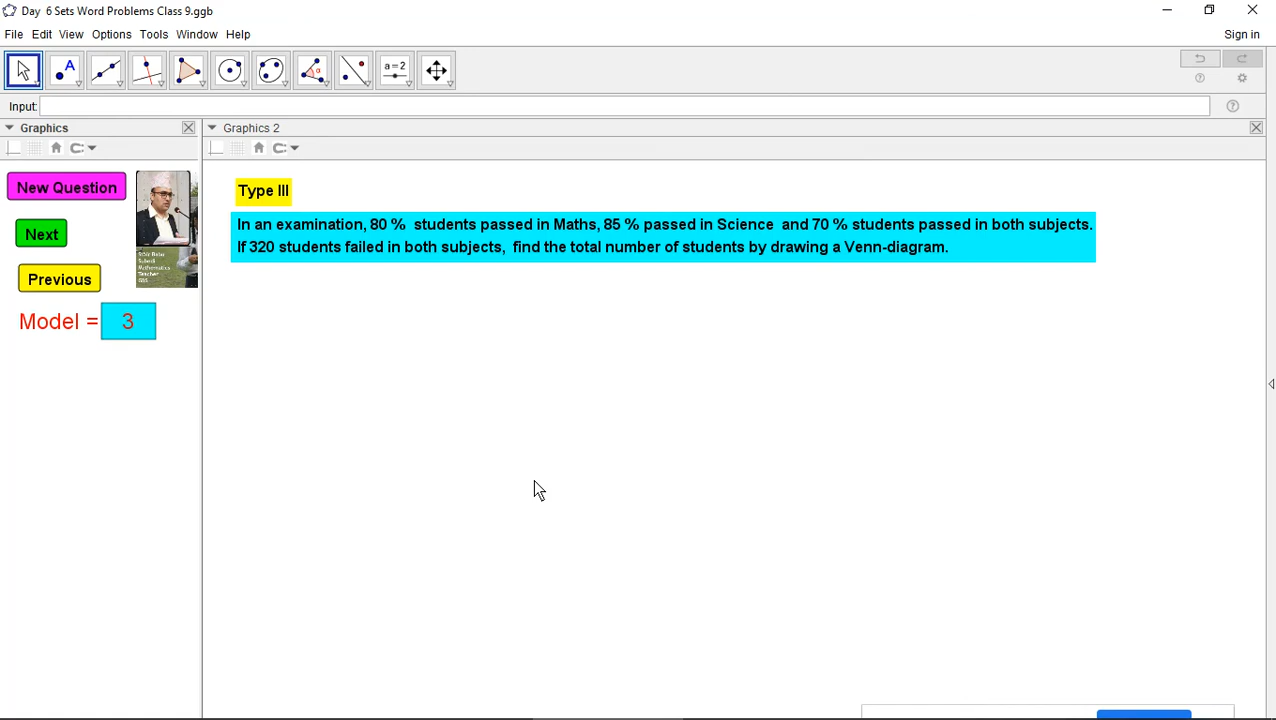 Day 6 Sets Word Problems Class 9.ggb
File Edit View Options Tools Window Help
Sign in
A
a=2
Input:
Graphics
Graphics 2
New Question
Next
Previous
Model = 3
Mathematics
Teacher
Type III
In an examination, 80 % students passed in Maths, 85 % passed in Science and 70 % students passed in both subjects.
If 320 students failed in both subjects, find the total number of students by drawing a Venn-diagram.